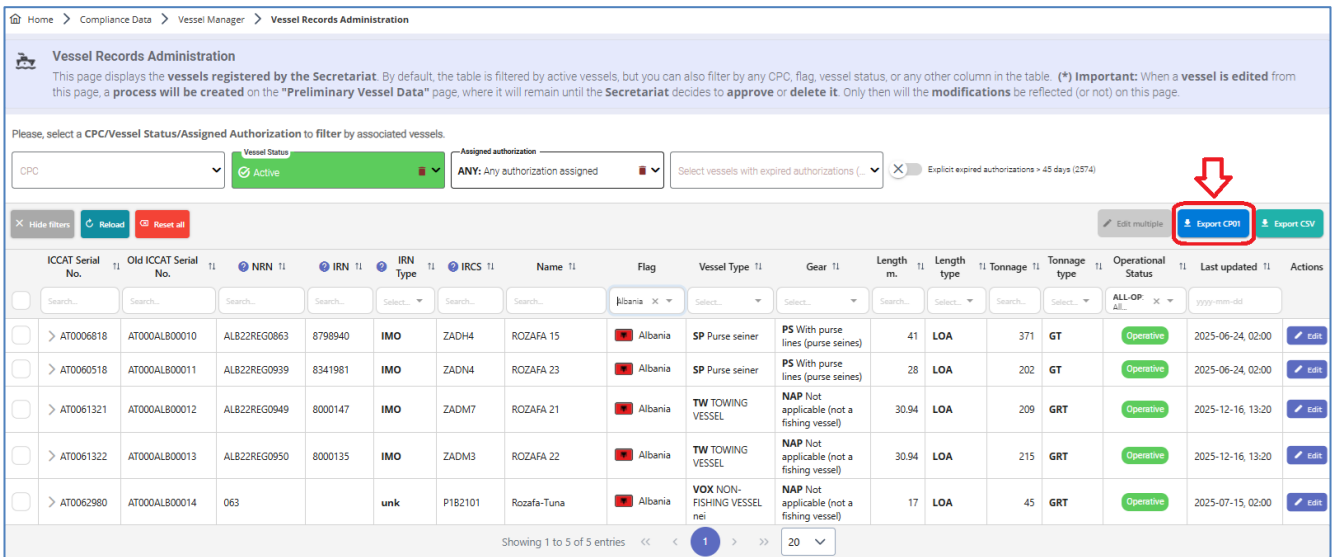 Home > Compliance Data > Vessel Manager > Vessel Records Administration
Vessel Records Administration
This page displays the vessels registered by the Secretariat. By default, the table is filtered by active vessels, but you can also filter by any CPC, flag, vessel status, or any other column in the table. (*) Important: When a vessel is edited from
this page, a process will be created on the "Preliminary Vessel Data" page, where it will remain until the Secretariat decides to approve or delete it. Only then will the modifications be reflected (or not) on this page.
Please, select a CPC/Vessel Status/Assigned Authorization to filter by associated vessels.
Vessel Status Assigned authorization
CPC Active ANY: Any authorization assigned Select vessels with expired authorizations (... Explicit expired authorizations > 45 days (2574)
Hide filters Reload Reset all Edit multiple Export CP01 Export CSV
ICCAT Serial No. Old ICCAT Serial No. NRN IRN IRN Type IRCS Name Flag Vessel Type Gear Length m. Length type Tonnage Tonnage type Operational Status Last updated Actions
Search... Search... Search... Search... Select... Search... Search... Albania Select... Select... Search... Select... Search... Select... ALL-OP: All... yyyy-mm-dd
AT0006818 AT000ALB00010 ALB22REG0863 8798940 IMO ZADH4 ROZAFA 15 Albania SP Purse seiner PS With purse lines (purse seines) 41 LOA 371 GT Operative 2025-06-24, 02:00 Edit
AT0060518 AT000ALB00011 ALB22REG0939 8341981 IMO ZADN4 ROZAFA 23 Albania SP Purse seiner PS With purse lines (purse seines) 28 LOA 202 GT Operative 2025-06-24, 02:00 Edit
AT0061321 AT000ALB00012 ALB22REG0949 8000147 IMO ZADM7 ROZAFA 21 Albania TW TOWING VESSEL NAP Not applicable (not a fishing vessel) 30.94 LOA 209 GRT Operative 2025-12-16, 13:20 Edit
AT0061322 AT000ALB00013 ALB22REG0950 8000135 IMO ZADM3 ROZAFA 22 Albania TW TOWING VESSEL NAP Not applicable (not a fishing vessel) 30.94 LOA 215 GRT Operative 2025-12-16, 13:20 Edit
AT0062980 AT000ALB00014 063 unk P1B2101 Rozafa-Tuna Albania VOX NON-FISHING VESSEL nei NAP Not applicable (not a fishing vessel) 17 LOA 45 GRT Operative 2025-07-15, 02:00 Edit
Showing 1 to 5 of 5 entries << < 1 > >> 20